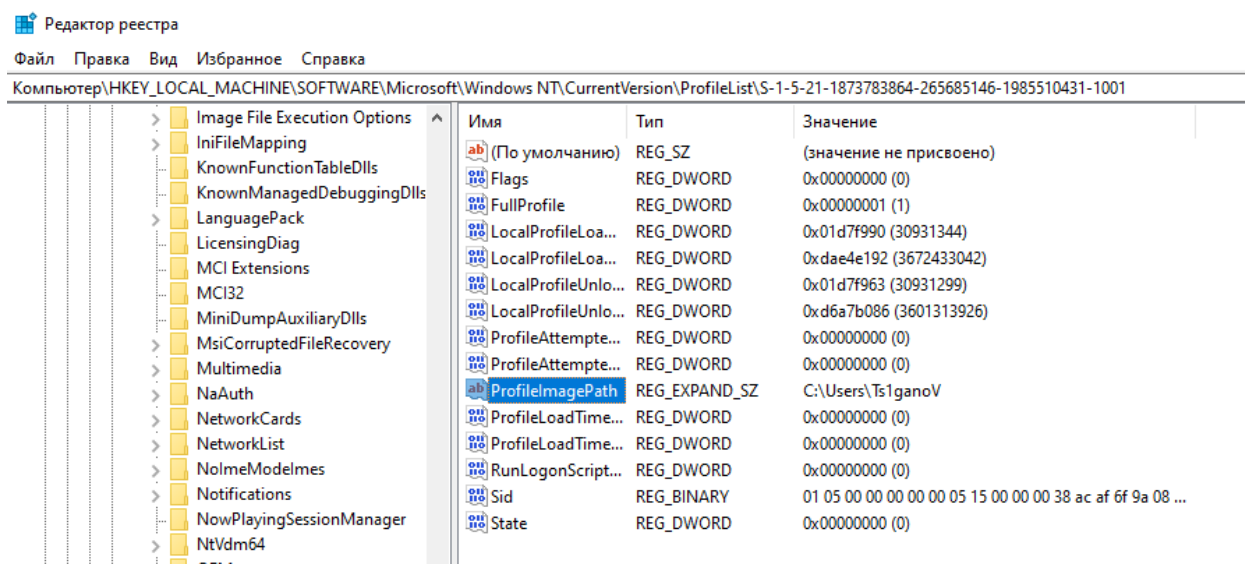 Редактор реестра
Файл Правка Вид Избранное Справка
Компьютер\HKEY_LOCAL_MACHINE\SOFTWARE\Microsoft\Windows NT\CurrentVersion\ProfileList\S-1-5-21-1873783864-265685146-1985510431-1001
Image File Execution Options
IniFileMapping
KnownFunctionTableDlls
KnownManagedDebuggingDlls
LanguagePack
LicensingDiag
MCI Extensions
MCI32
MiniDumpAuxiliaryDlls
MsiCorruptedFileRecovery
Multimedia
NaAuth
NetworkCards
NetworkList
NoImeModeImes
Notifications
NowPlayingSessionManager
NtVdm64
Имя Тип Значение
(По умолчанию) REG_SZ (значение не присвоено)
Flags REG_DWORD 0x00000000 (0)
FullProfile REG_DWORD 0x00000001 (1)
LocalProfileLoa... REG_DWORD 0x01d7f990 (30931344)
LocalProfileLoa... REG_DWORD 0xdae4e192 (3672433042)
LocalProfileUnlo... REG_DWORD 0x01d7f963 (30931299)
LocalProfileUnlo... REG_DWORD 0xd6a7b086 (3601313926)
ProfileAttempte... REG_DWORD 0x00000000 (0)
ProfileAttempte... REG_DWORD 0x00000000 (0)
ProfileImagePath REG_EXPAND_SZ C:\Users\Ts1ganoV
ProfileLoadTime... REG_DWORD 0x00000000 (0)
ProfileLoadTime... REG_DWORD 0x00000000 (0)
RunLogonScript... REG_DWORD 0x00000000 (0)
Sid REG_BINARY 01 05 00 00 00 00 00 05 15 00 00 00 38 ac af 6f 9a 08 ...
State REG_DWORD 0x00000000 (0)